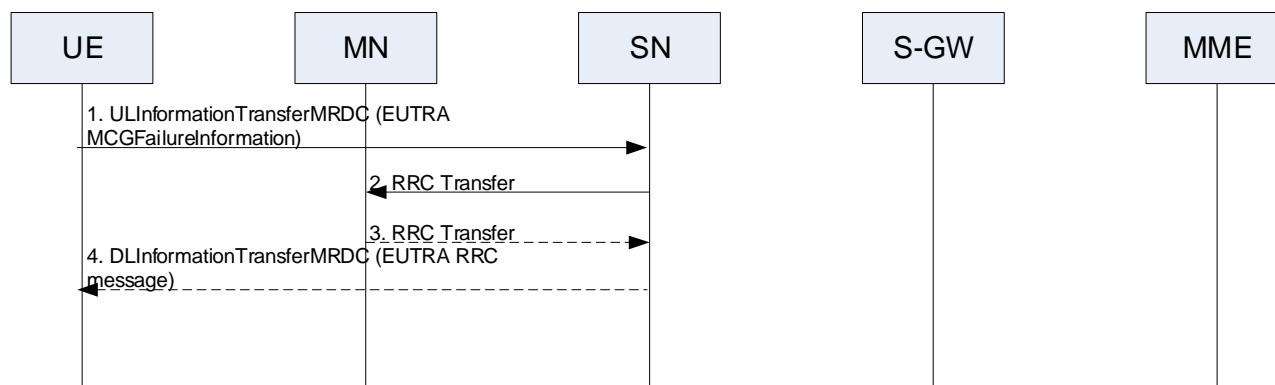 UE
MN
SN
S-GW
MME
1. ULInformationTransferMRDC (EUTRA
MCGFailureInformation)
2. RRC Transfer
3. RRC Transfer
4. DLInformationTransferMRDC (EUTRA RRC
message)